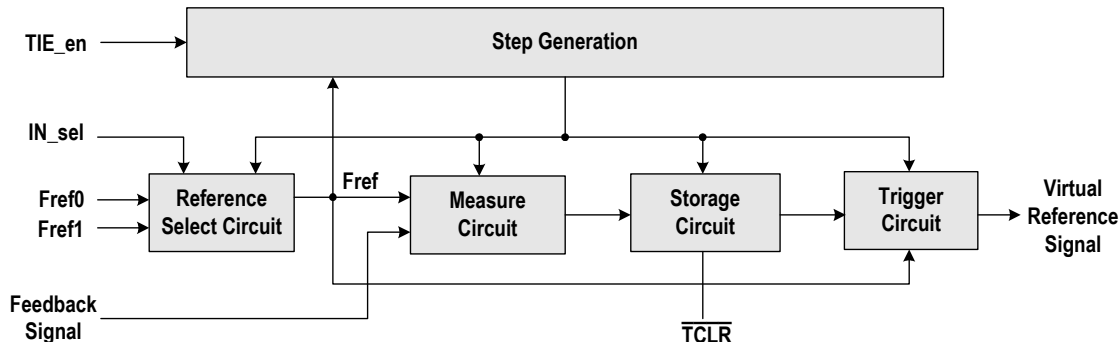 TIE_en
Step Generation
IN_sel
Fref0
Fref1
Reference
Select Circuit
Fref
Measure
Circuit
Storage
Circuit
Trigger
Circuit
Virtual
Reference
Signal
Feedback
Signal
TCLR